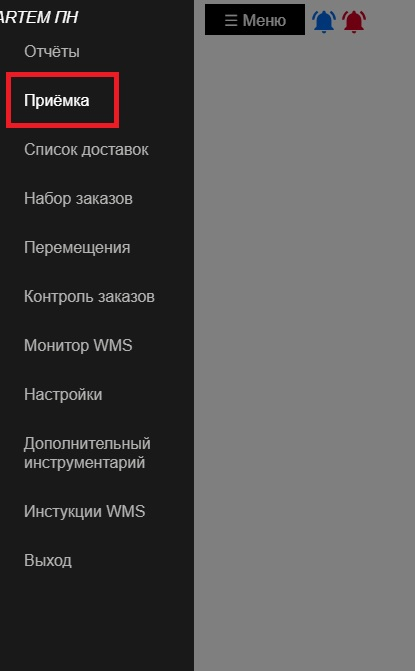 ARTEM ПН
☰ Меню
Отчёты
Приёмка
Список доставок
Набор заказов
Перемещения
Контроль заказов
Монитор WMS
Настройки
Дополнительный
инструментарий
Инстукции WMS
Выход